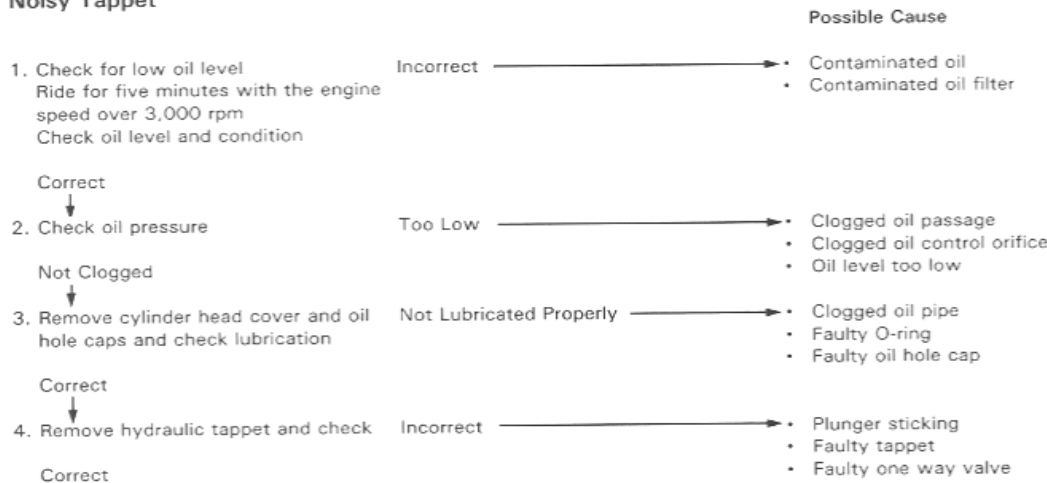 Noisy Tappet
Possible Cause
1. Check for low oil level
Ride for five minutes with the engine
speed over 3,000 rpm
Check oil level and condition
Incorrect
• Contaminated oil
• Contaminated oil filter
Correct
2. Check oil pressure
Too Low
• Clogged oil passage
• Clogged oil control orifice
• Oil level too low
Not Clogged
3. Remove cylinder head cover and oil
hole caps and check lubrication
Not Lubricated Properly
• Clogged oil pipe
• Faulty O-ring
• Faulty oil hole cap
Correct
4. Remove hydraulic tappet and check
Incorrect
• Plunger sticking
• Faulty tappet
• Faulty one way valve
Correct